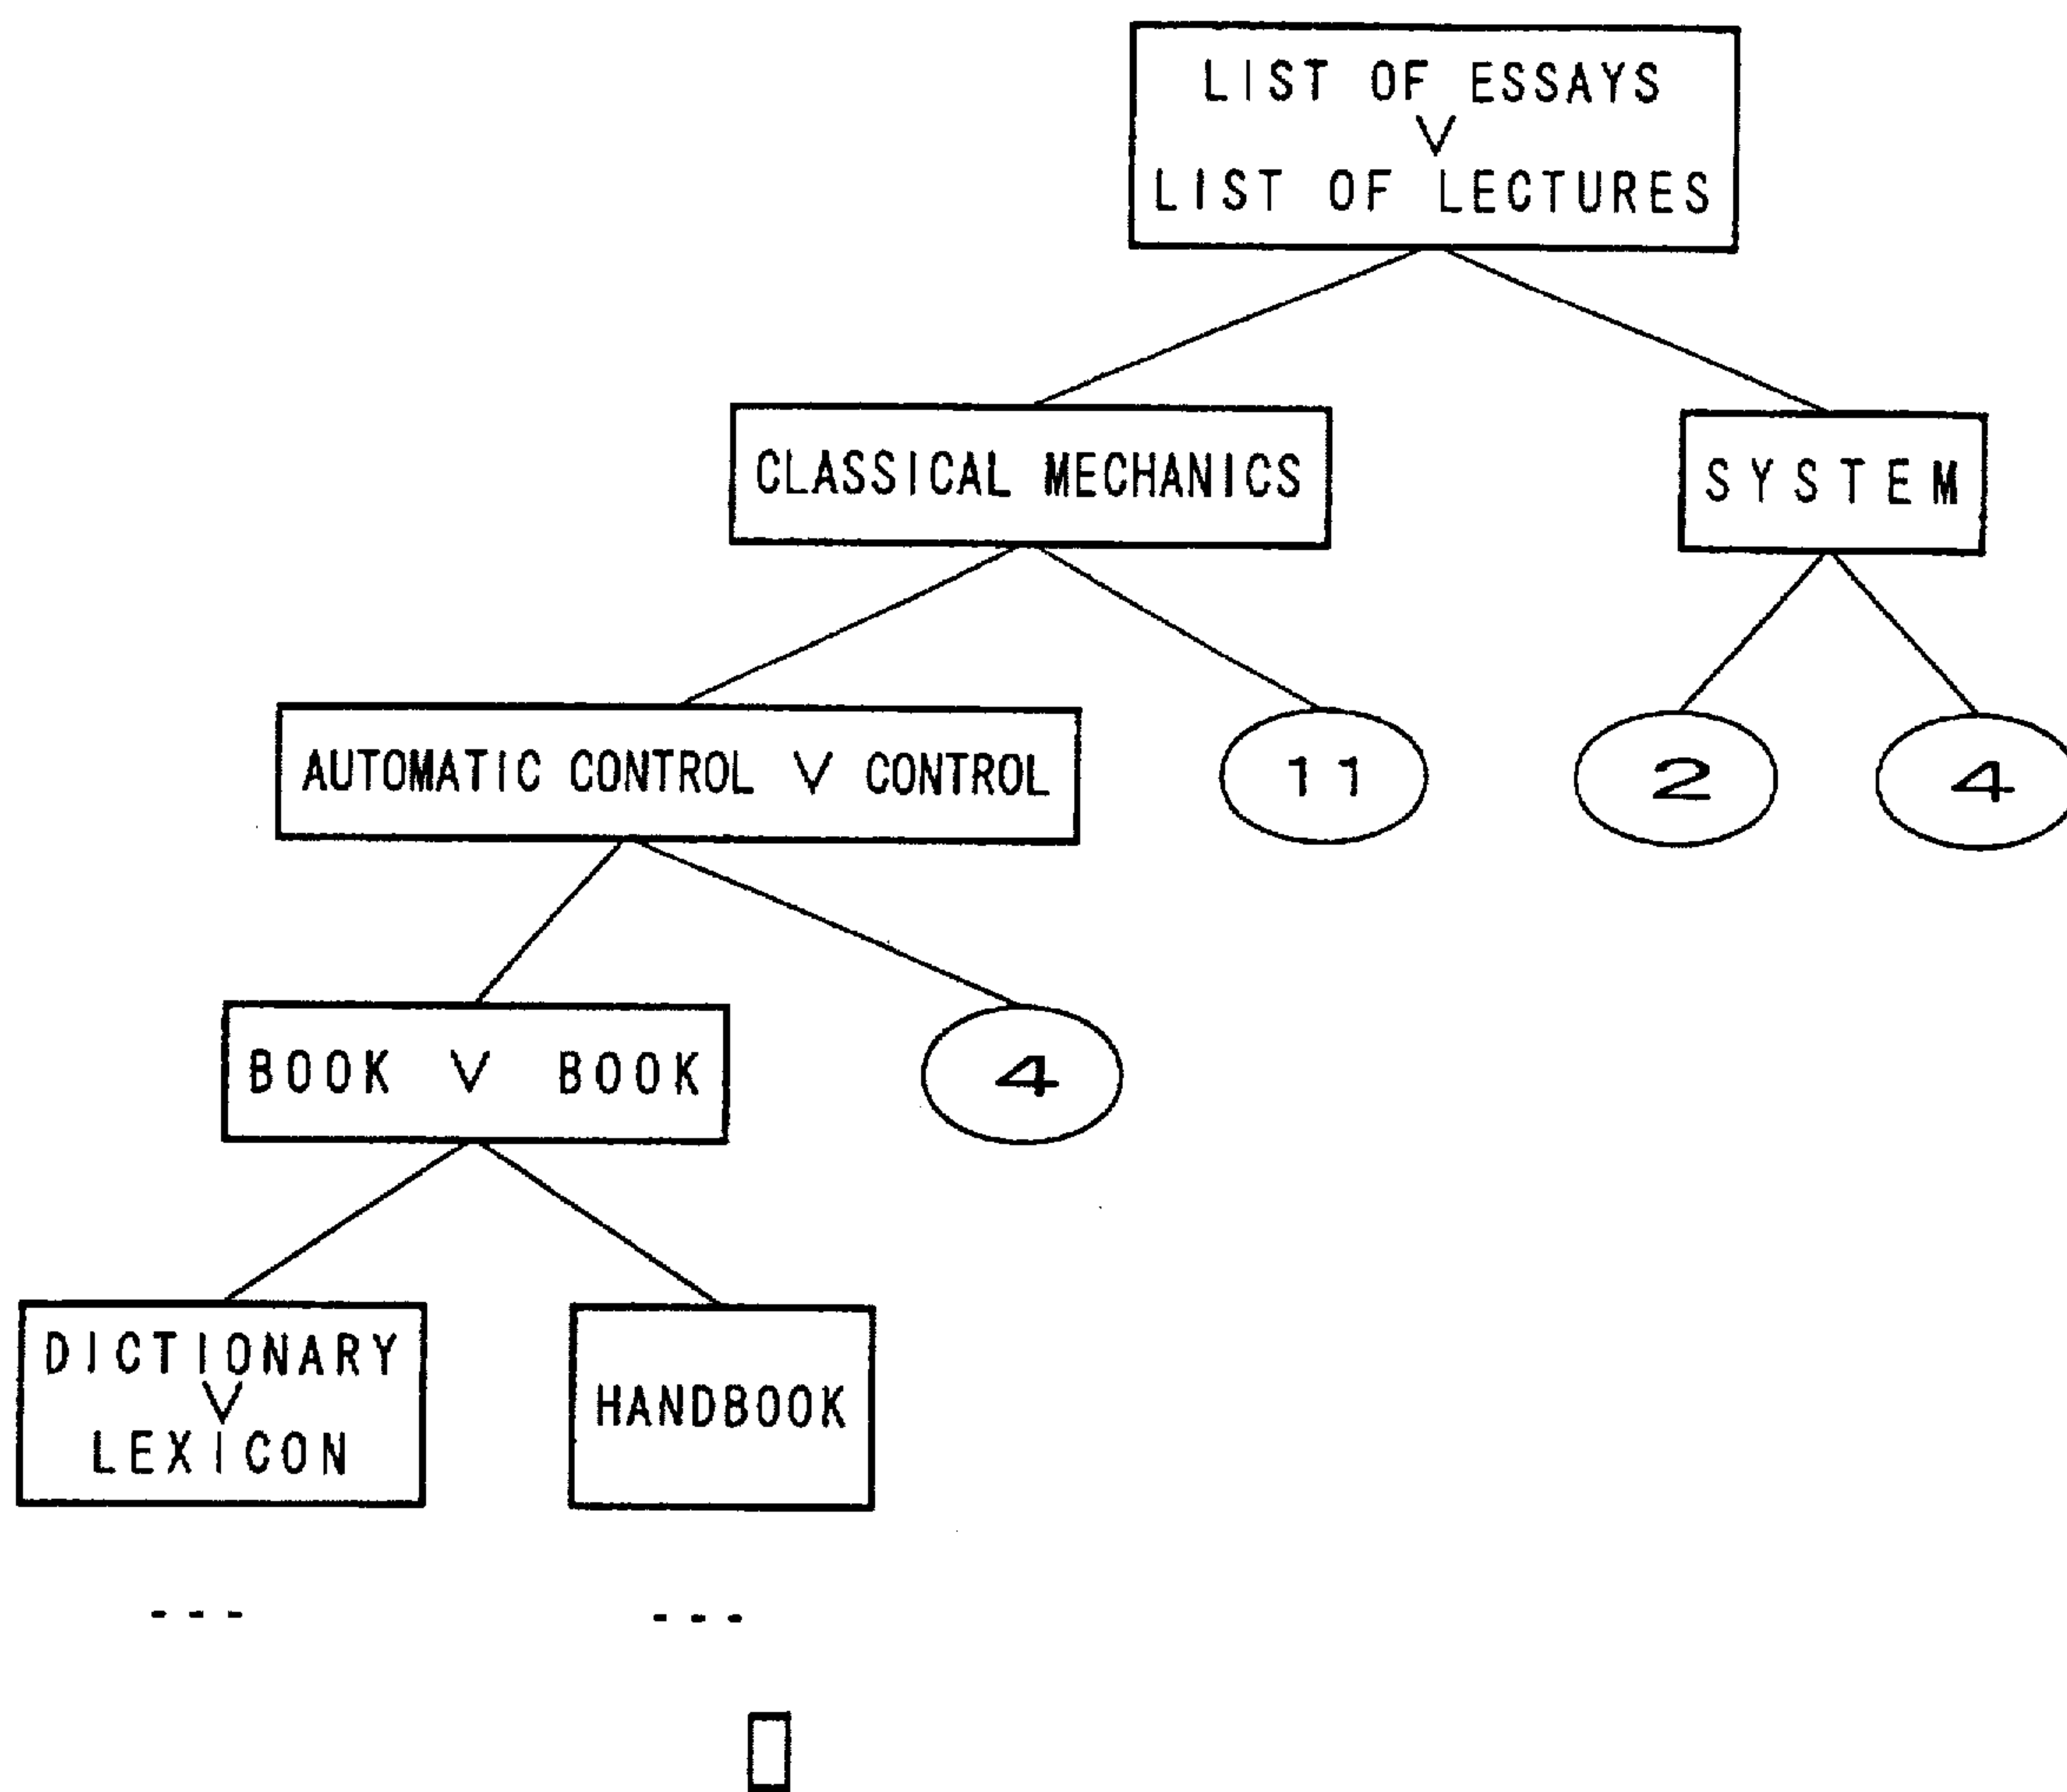 LIST OF ESSAYS
V
LIST OF LECTURES
CLASSICAL MECHANICS
SYSTEM
AUTOMATIC CONTROL V CONTROL
11
2
4
BOOK V BOOK
4
DICTIONARY
V
LEXICON
HANDBOOK
--- ---